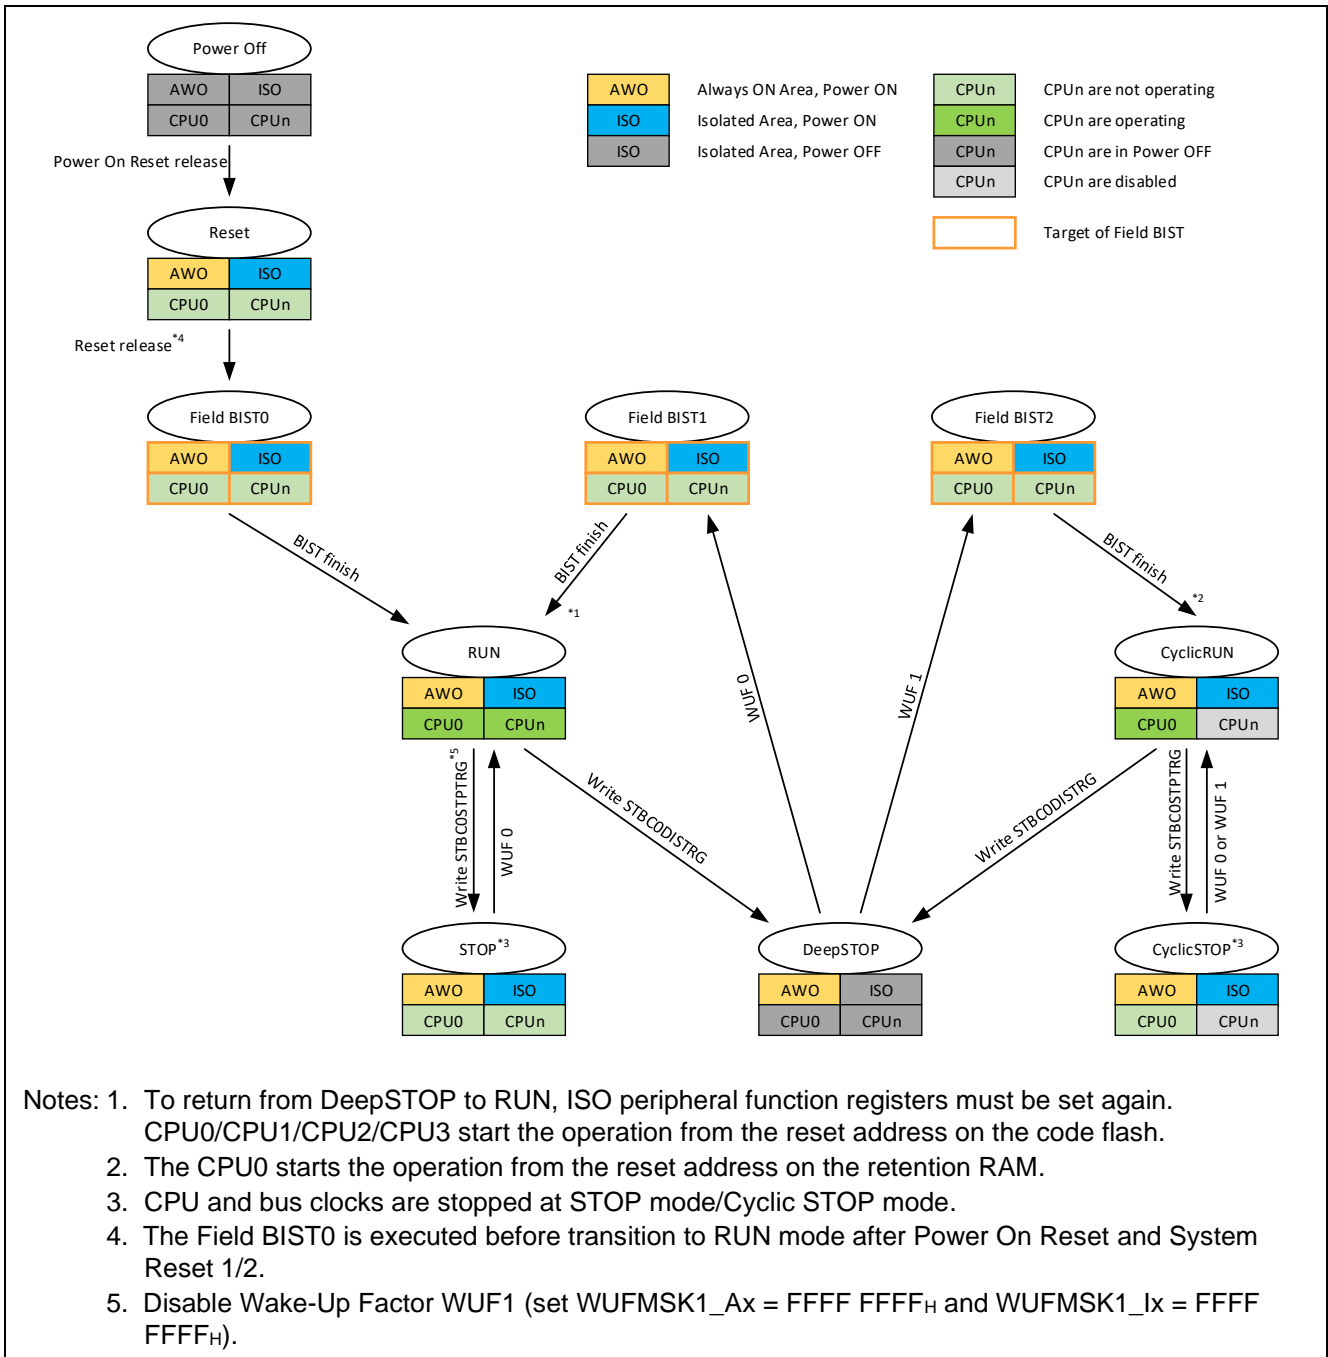 Power Off
AWO ISO
CPU0 CPUn
AWO Always ON Area, Power ON
ISO Isolated Area, Power ON
ISO Isolated Area, Power OFF
CPUn CPUn are not operating
CPUn CPUn are operating
CPUn CPUn are in Power OFF
CPUn CPUn are disabled
Target of Field BIST
Power On Reset release
Reset
AWO ISO
CPU0 CPUn
Reset release*4
Field BIST0
AWO ISO
CPU0 CPUn
Field BIST1
AWO ISO
CPU0 CPUn
Field BIST2
AWO ISO
CPU0 CPUn
BIST finish
BIST finish
*1
BIST finish
*2
RUN
AWO ISO
CPU0 CPUn
WUF 0
WUF 1
CyclicRUN
AWO ISO
CPU0 CPUn
Write STBC0STPTRG*5
WUF 0
Write STBC0DISTRG
Write STBC0DISTRG
Write STBC0STPTRG
WUF 0 or WUF 1
STOP*3
AWO ISO
CPU0 CPUn
DeepSTOP
AWO ISO
CPU0 CPUn
CyclicSTOP*3
AWO ISO
CPU0 CPUn
Notes: 1. To return from DeepSTOP to RUN, ISO peripheral function registers must be set again.
CPU0/CPU1/CPU2/CPU3 start the operation from the reset address on the code flash.
2. The CPU0 starts the operation from the reset address on the retention RAM.
3. CPU and bus clocks are stopped at STOP mode/Cyclic STOP mode.
4. The Field BIST0 is executed before transition to RUN mode after Power On Reset and System
Reset 1/2.
5. Disable Wake-Up Factor WUF1 (set WUFMSK1_Ax = FFFF FFFFH and WUFMSK1_Ix = FFFF
FFFFH).